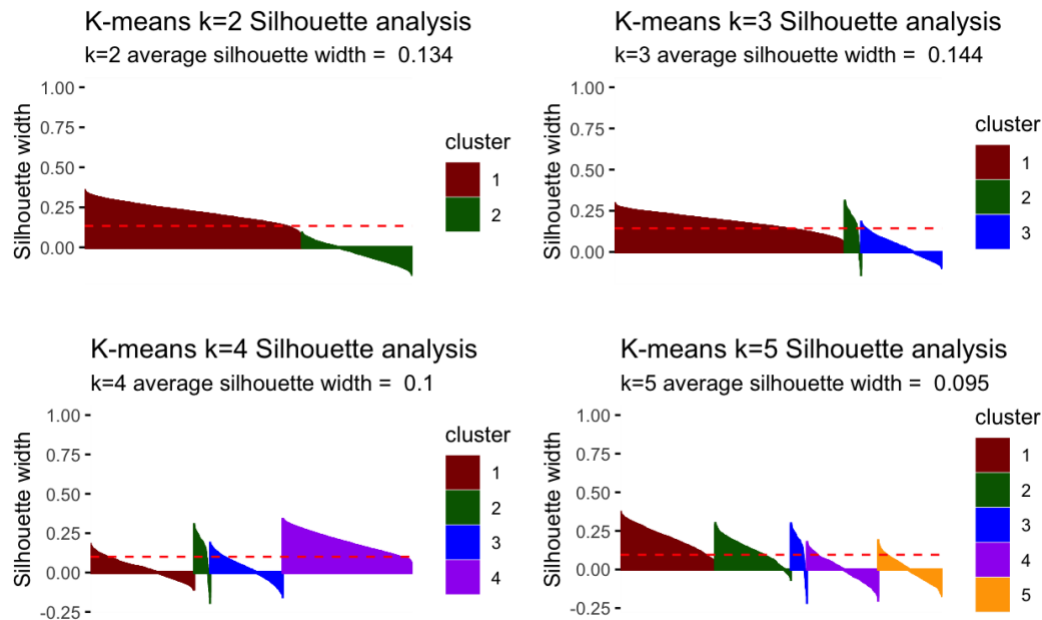 K-means k=2 Silhouette analysis
k=2 average silhouette width =  0.134
1.00
0.75
0.50
0.25
0.00
Silhouette width
cluster
1
2
K-means k=3 Silhouette analysis
k=3 average silhouette width =  0.144
1.00
0.75
0.50
0.25
0.00
Silhouette width
cluster
1
2
3
K-means k=4 Silhouette analysis
k=4 average silhouette width =  0.1
1.00
0.75
0.50
0.25
0.00
-0.25
Silhouette width
cluster
1
2
3
4
K-means k=5 Silhouette analysis
k=5 average silhouette width =  0.095
1.00
0.75
0.50
0.25
0.00
-0.25
Silhouette width
cluster
1
2
3
4
5